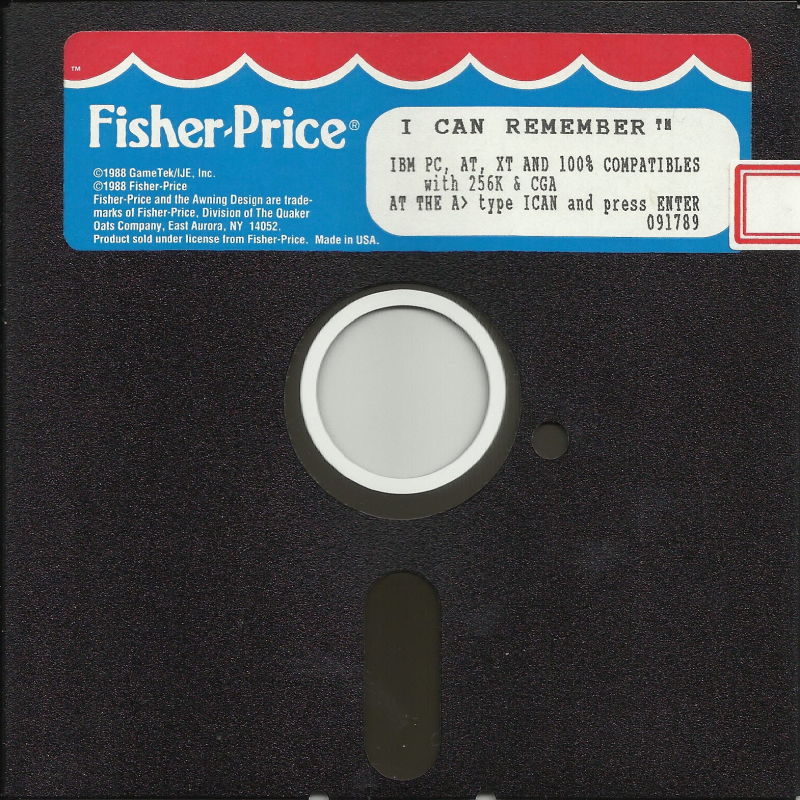 TM
Fisher-Price®
I CAN REMEMBER™
IBM PC, AT, XT AND 100% COMPATIBLES
with 256K & CGA
AT THE A> type ICAN and press ENTER
091789
©1988 GameTek/IJE, Inc.
©1988 Fisher-Price
Fisher-Price and the Awning Design are trade-
marks of Fisher-Price, Division of The Quaker
Oats Company, East Aurora, NY 14052.
Product sold under license from Fisher-Price. Made in USA.